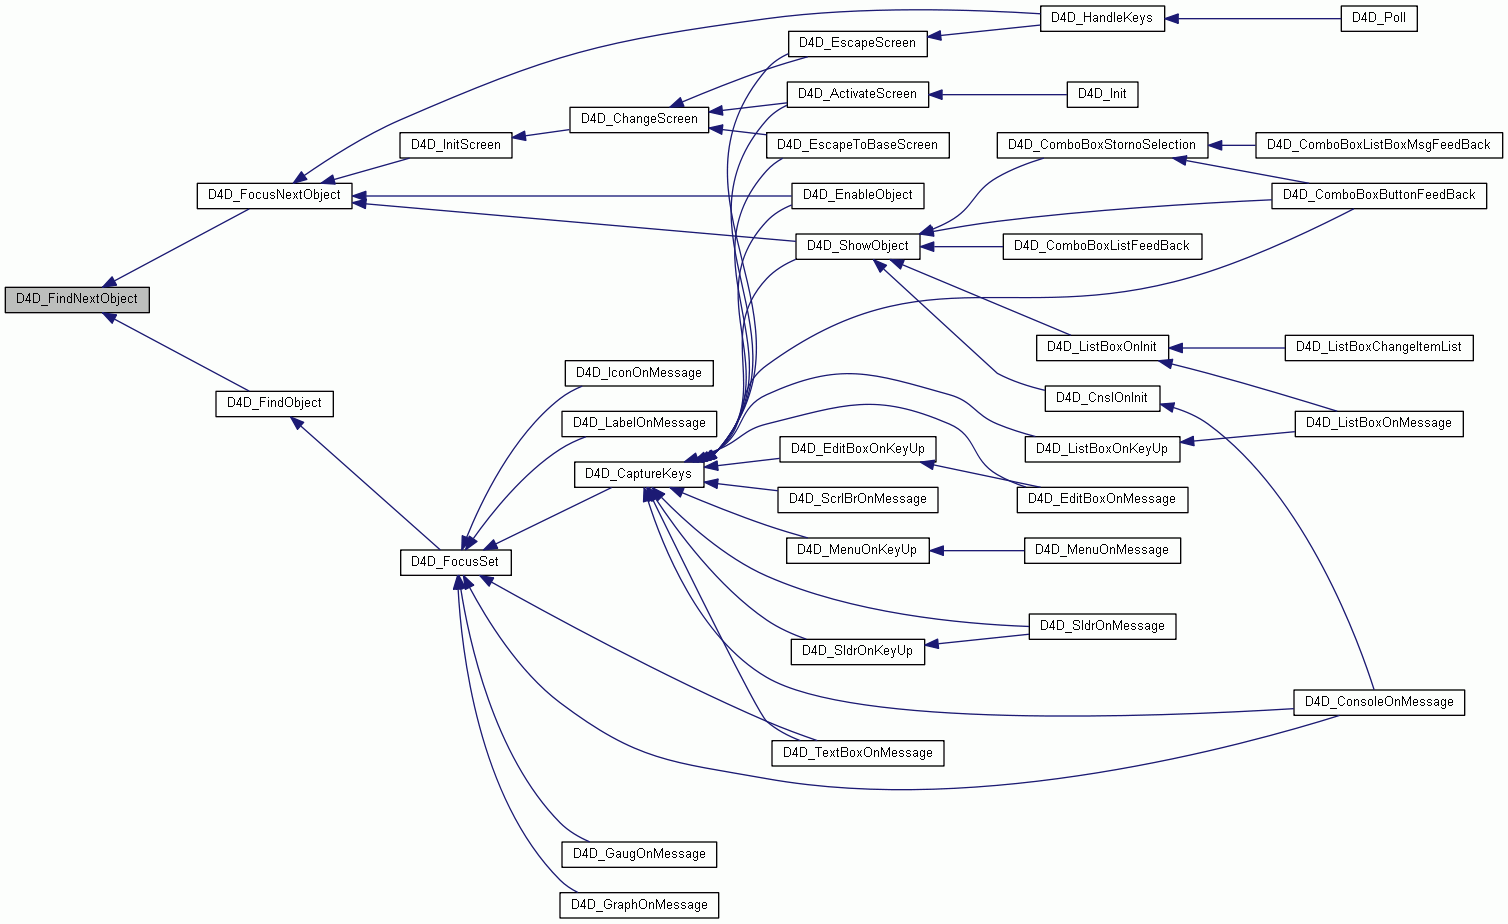 D4D_HandleKeys
D4D_Poll
D4D_EscapeScreen
D4D_ActivateScreen
D4D_Init
D4D_ChangeScreen
D4D_InitScreen
D4D_EscapeToBaseScreen
D4D_ComboBoxStornoSelection
D4D_ComboBoxListBoxMsgFeedBack
D4D_FocusNextObject
D4D_EnableObject
D4D_ComboBoxButtonFeedBack
D4D_ShowObject
D4D_ComboBoxListFeedBack
D4D_FindNextObject
D4D_ListBoxOnInit
D4D_ListBoxChangeItemList
D4D_IconOnMessage
D4D_FindObject
D4D_CnslOnInit
D4D_LabelOnMessage
D4D_ListBoxOnMessage
D4D_EditBoxOnKeyUp
D4D_ListBoxOnKeyUp
D4D_CaptureKeys
D4D_ScrlBrOnMessage
D4D_EditBoxOnMessage
D4D_MenuOnKeyUp
D4D_MenuOnMessage
D4D_FocusSet
D4D_SldrOnMessage
D4D_SldrOnKeyUp
D4D_ConsoleOnMessage
D4D_TextBoxOnMessage
D4D_GaugOnMessage
D4D_GraphOnMessage